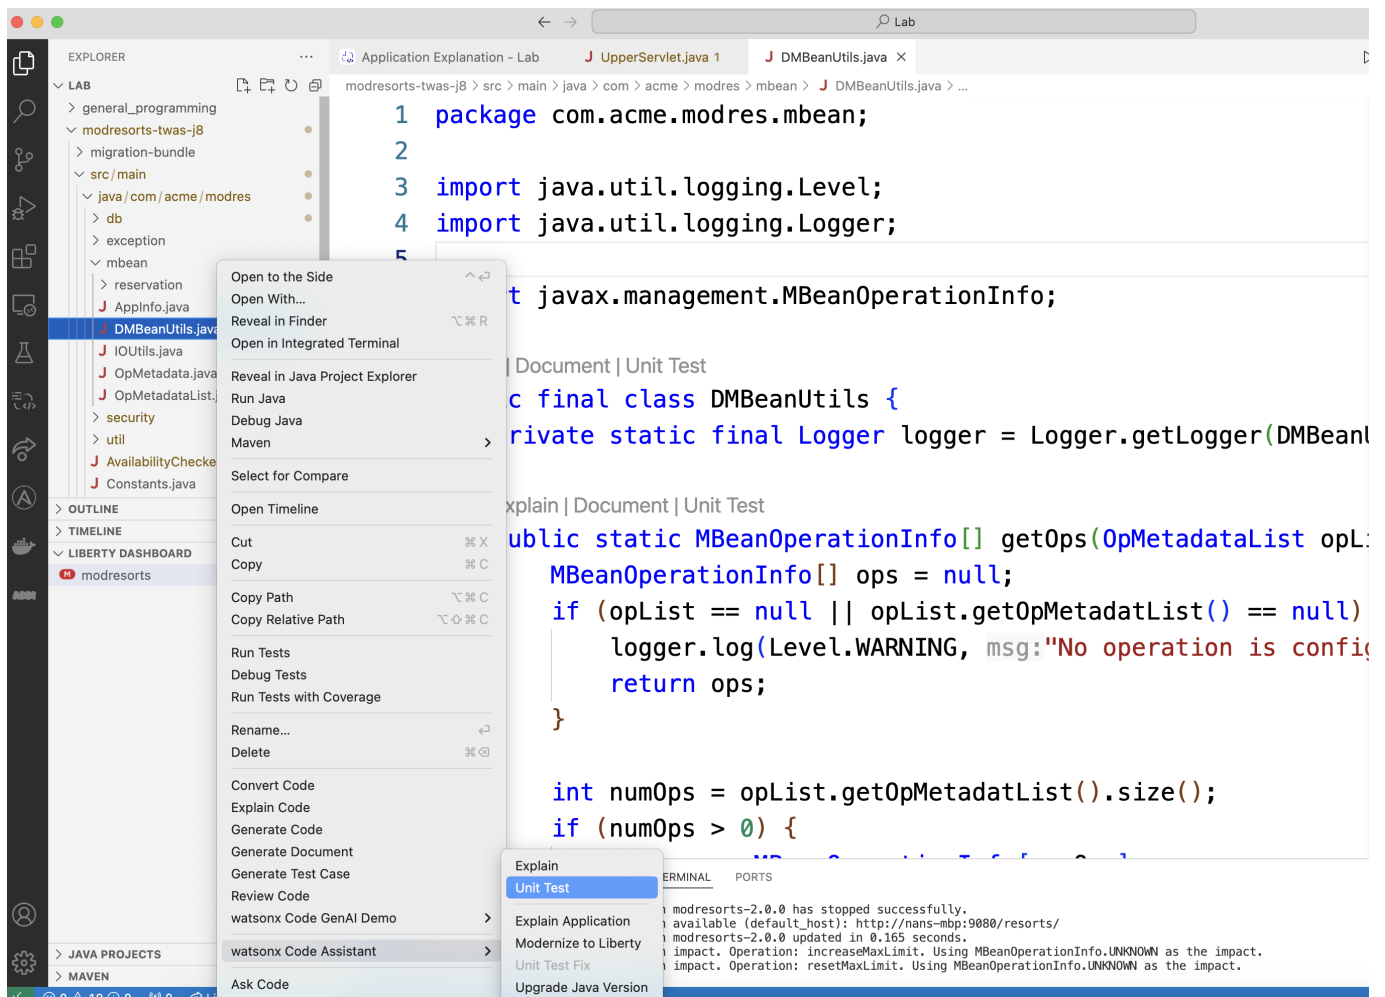 Lab
EXPLORER
LAB
general_programming
modresorts-twas-j8
migration-bundle
src/main
java/com/acme/modres
db
exception
mbean
reservation
AppInfo.java
DMBeanUtils.java
IOUtils.java
OpMetadata.java
OpMetadataList.
security
util
AvailabilityChecke
Constants.java
OUTLINE
TIMELINE
LIBERTY DASHBOARD
M modresorts
JAVA PROJECTS
MAVEN
Application Explanation - Lab
J UpperServlet.java 1
J DMBeanUtils.java
modresorts-twas-j8 > src > main > java > com > acme > modres > mbean > J DMBeanUtils.java > ...
1 package com.acme.modres.mbean;
2
3 import java.util.logging.Level;
4 import java.util.logging.Logger;
5
t javax.management.MBeanOperationInfo;
| Document | Unit Test
c final class DMBeanUtils {
rivate static final Logger logger = Logger.getLogger(DMBeanU
xplain | Document | Unit Test
ublic static MBeanOperationInfo[] getOps(OpMetadataList opLi
MBeanOperationInfo[] ops = null;
if (opList == null || opList.getOpMetadatList() == null)
logger.log(Level.WARNING, msg:"No operation is config
return ops;
}
int numOps = opList.getOpMetadatList().size();
if (numOps > 0) {
Open to the Side
Open With...
Reveal in Finder ⌥⌘R
Open in Integrated Terminal
Reveal in Java Project Explorer
Run Java
Debug Java
Maven
Select for Compare
Open Timeline
Cut ⌘X
Copy ⌘C
Copy Path ⌥⌘C
Copy Relative Path ⌥⇧⌘C
Run Tests
Debug Tests
Run Tests with Coverage
Rename...
Delete
Convert Code
Explain Code
Generate Code
Generate Document
Generate Test Case
Review Code
watsonx Code GenAI Demo
watsonx Code Assistant
Ask Code
Explain
Unit Test
Explain Application
Modernize to Liberty
Unit Test Fix
Upgrade Java Version
ERMINAL PORTS
n modresorts-2.0.0 has stopped successfully.
n available (default_host): http://nans-mbp:9080/resorts/
n modresorts-2.0.0 updated in 0.165 seconds.
n impact. Operation: increaseMaxLimit. Using MBeanOperationInfo.UNKNOWN as the impact.
n impact. Operation: resetMaxLimit. Using MBeanOperationInfo.UNKNOWN as the impact.